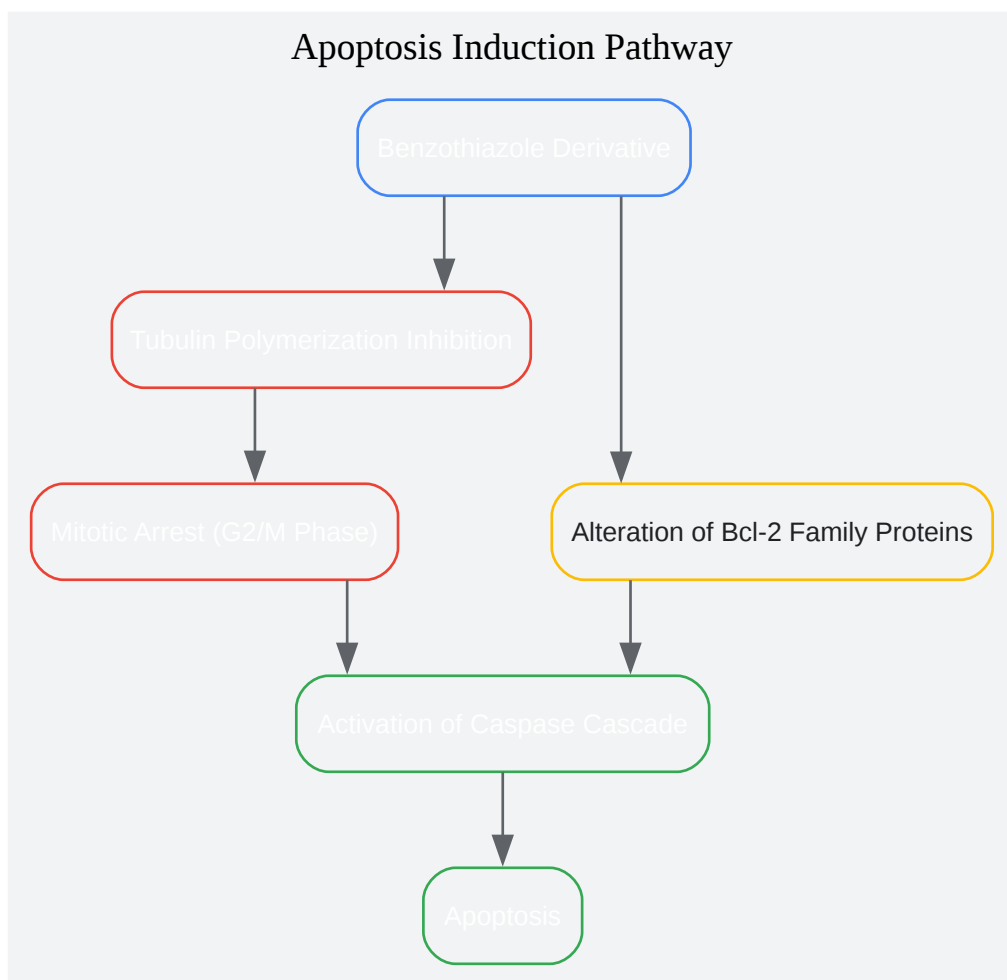 Apoptosis Induction Pathway
Benzothiazole Derivative
Tubulin Polymerization Inhibition
Mitotic Arrest (G2/M Phase)
Alteration of Bcl-2 Family Proteins
Activation of Caspase Cascade
Apoptosis